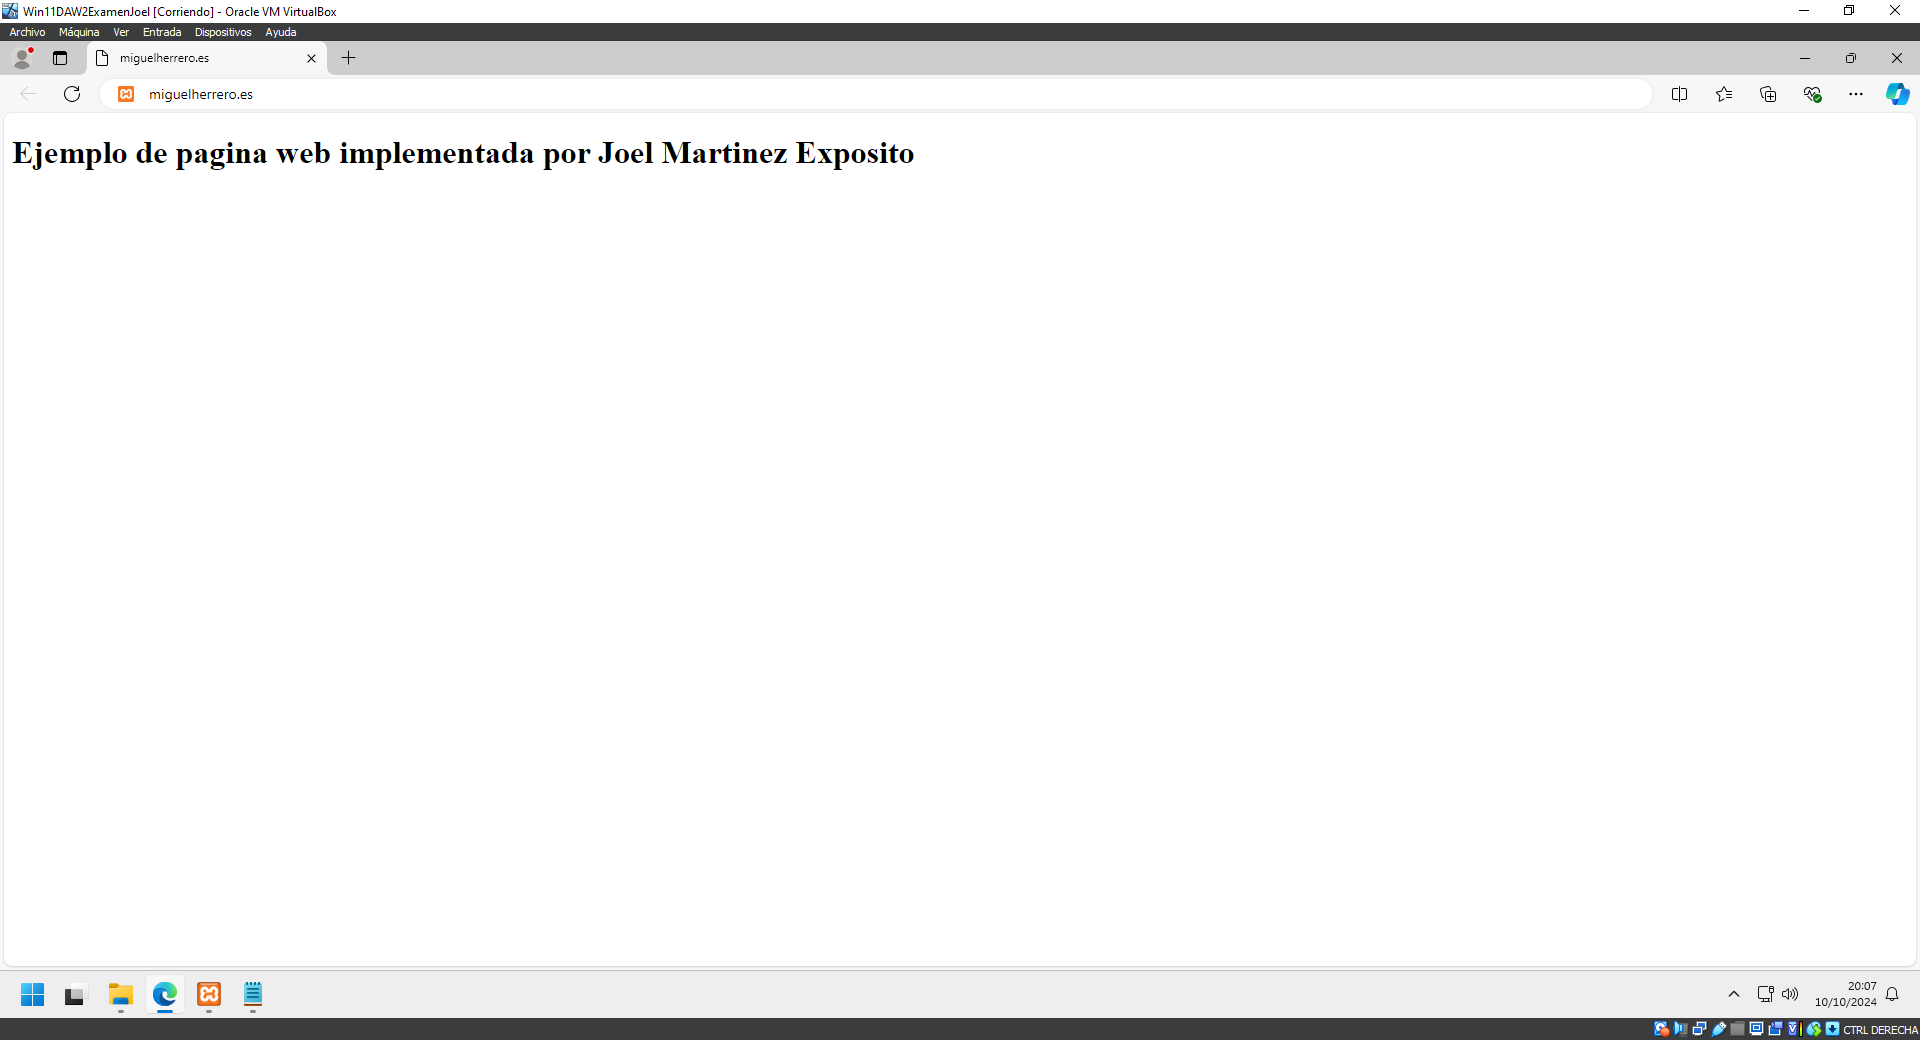 Win11DAW2ExamenJoel [Corriendo] - Oracle VM VirtualBox
Archivo Máquina Ver Entrada Dispositivos Ayuda
miguelherrero.es
miguelherrero.es
Ejemplo de pagina web implementada por Joel Martinez Exposito
20:07
10/10/2024
CTRL DERECHA